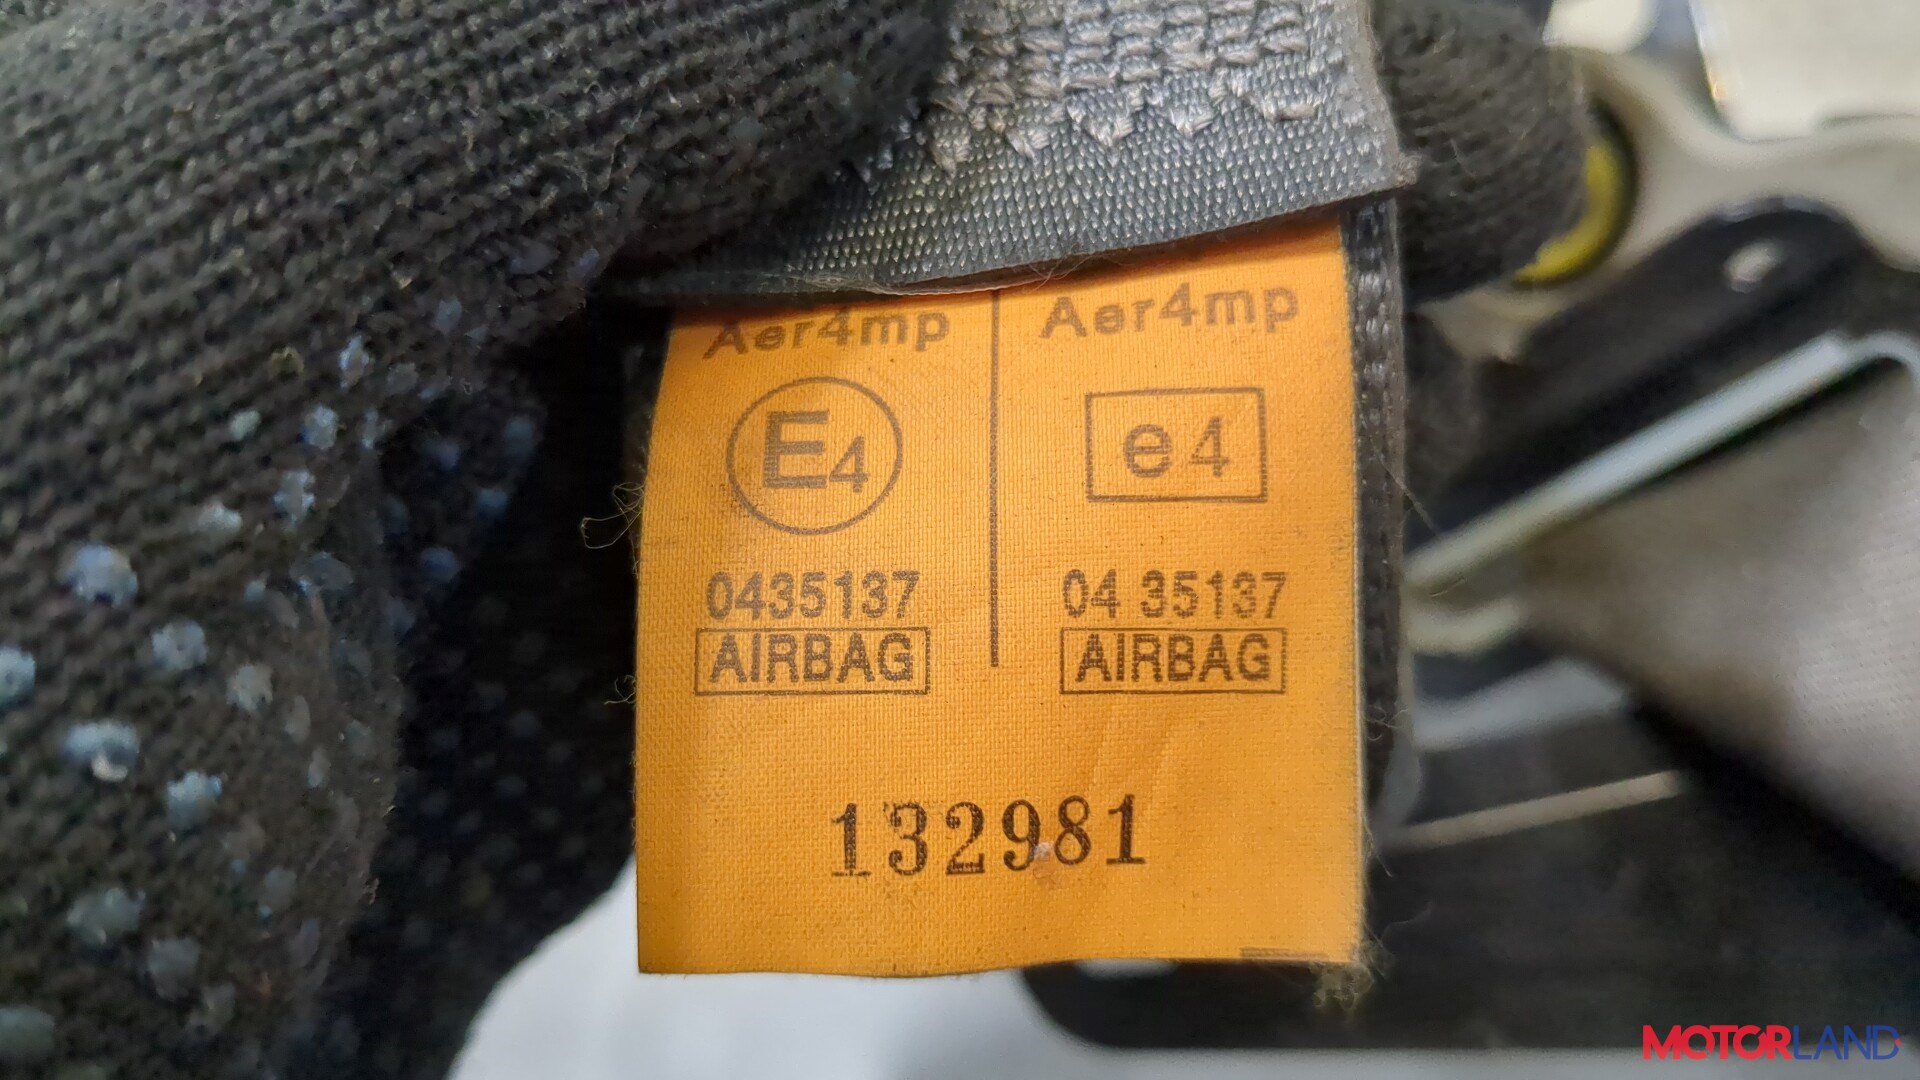 Aer4mp Aer4mp
E4 e4
0435137 04 35137
AIRBAG AIRBAG
132981
MOTORLAND